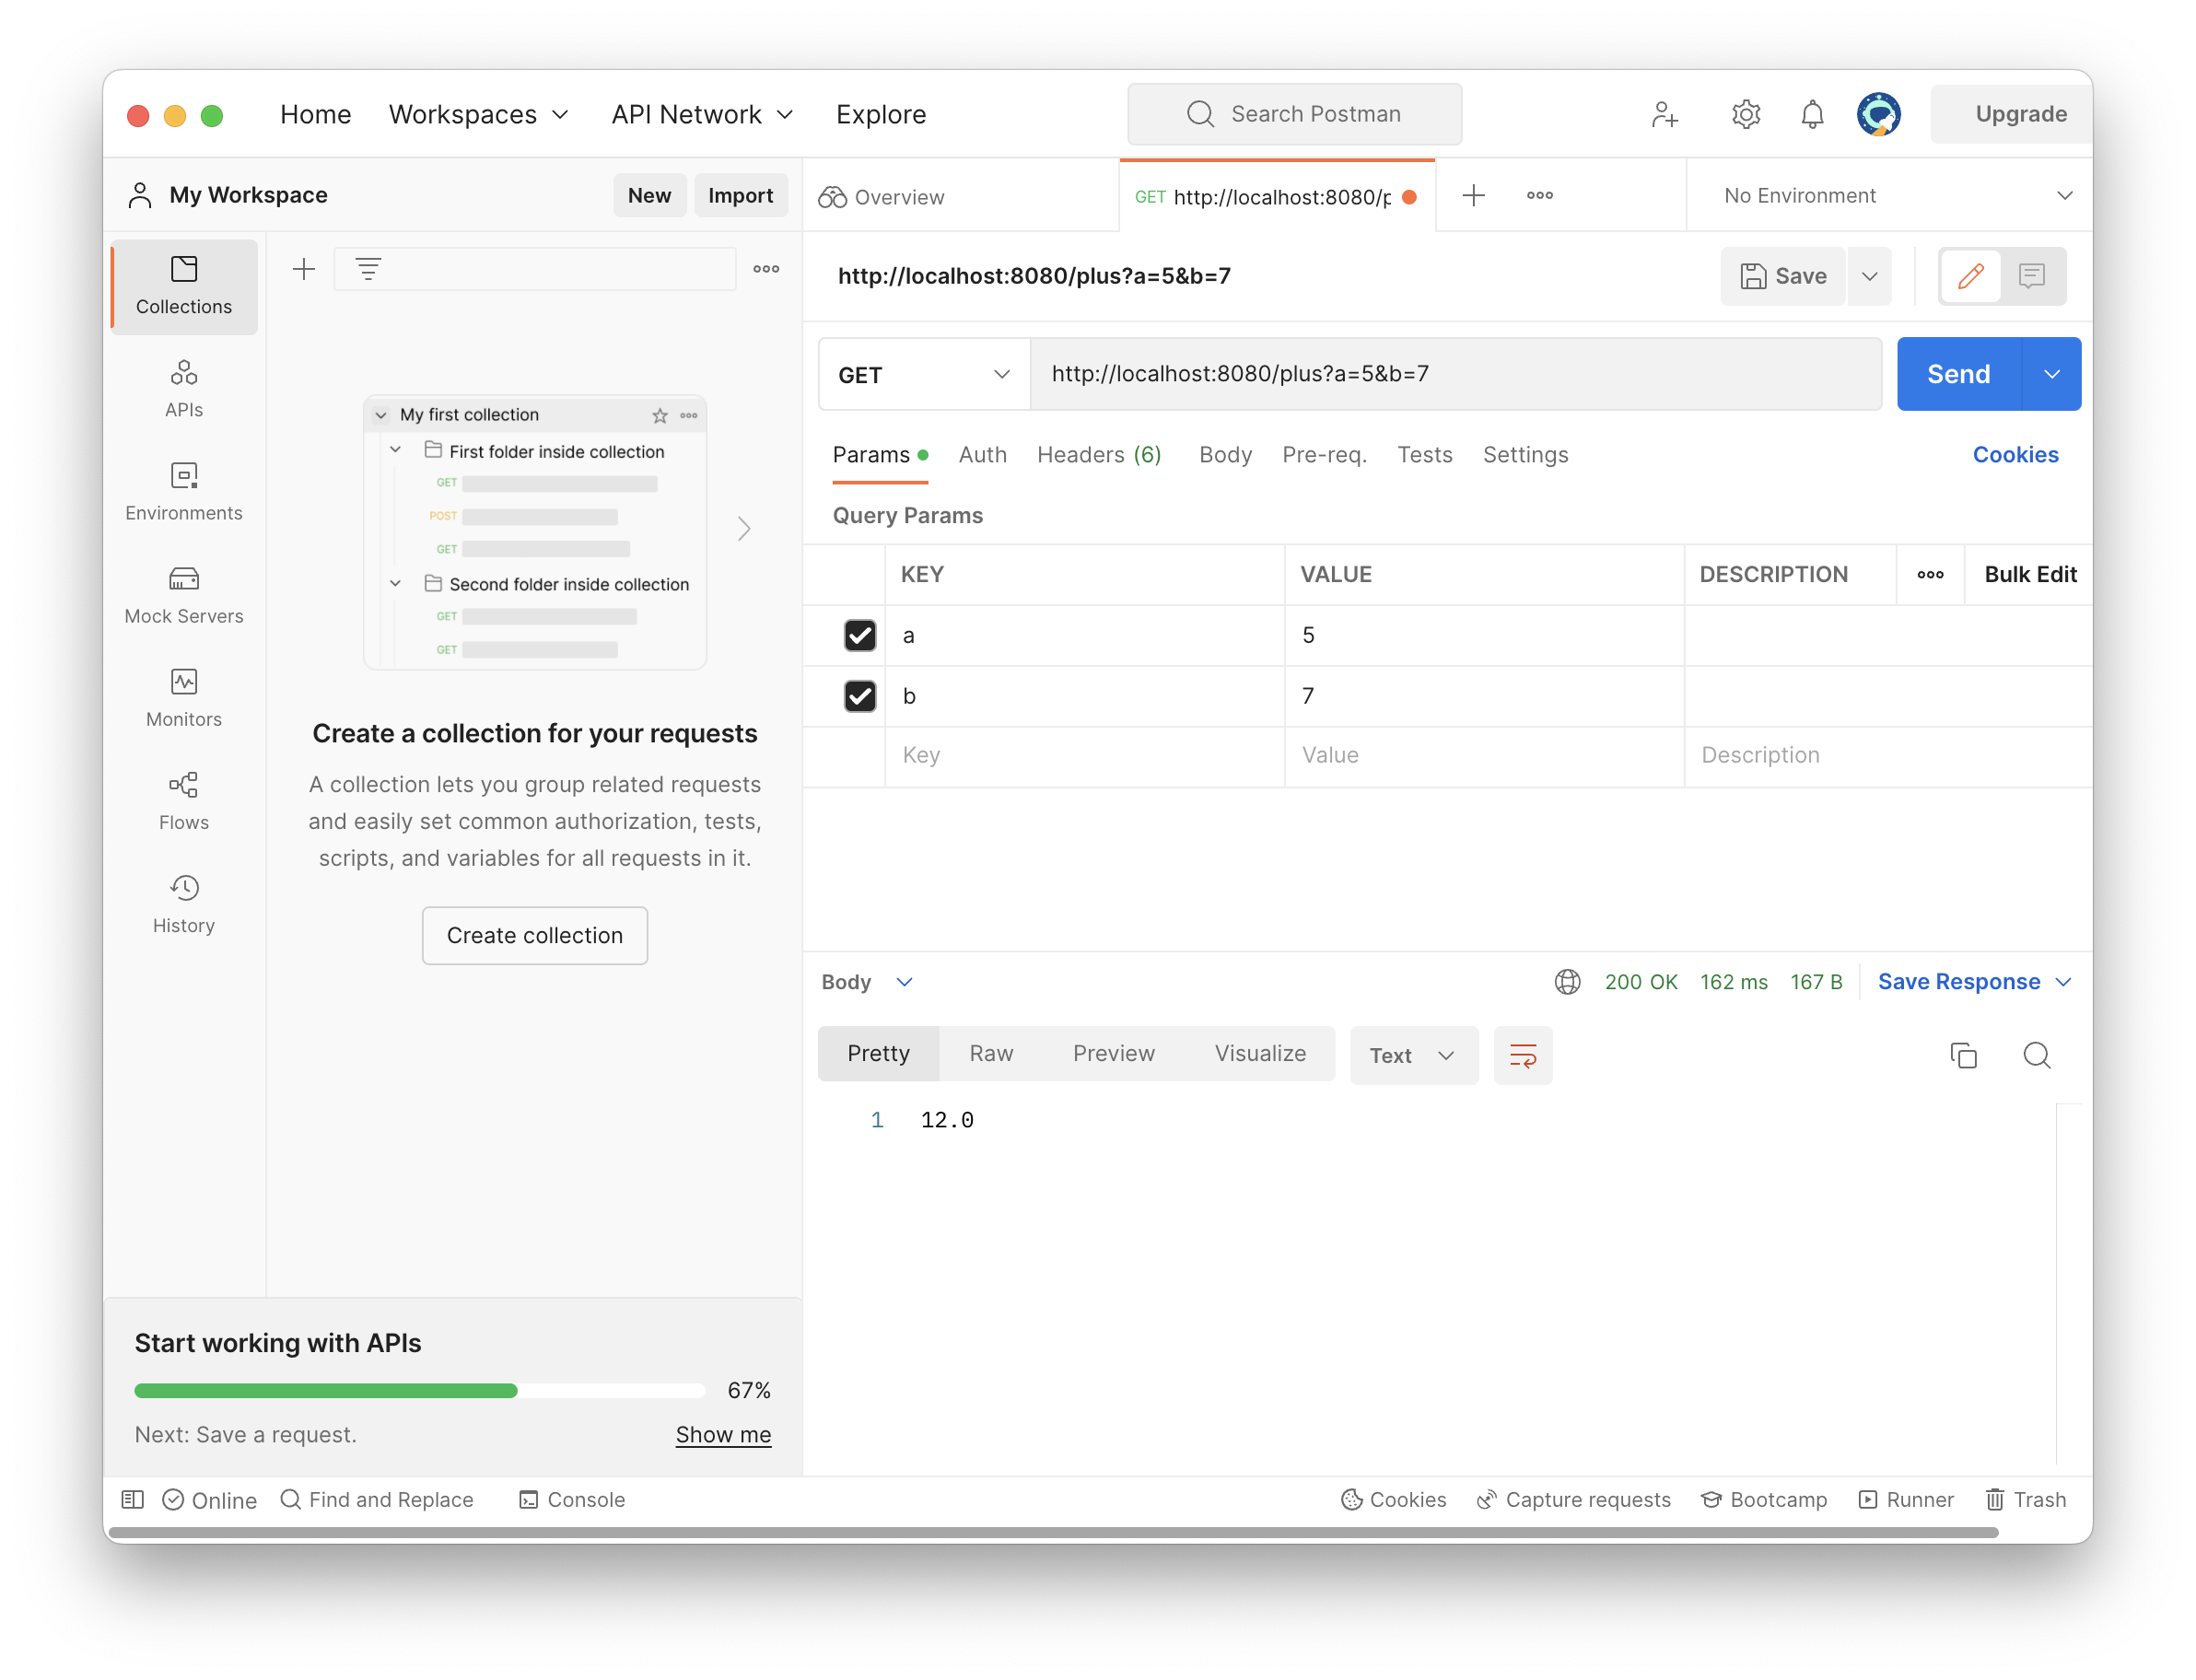 Home
Workspaces
API Network
Explore
Search Postman
Upgrade
My Workspace
New
Import
Overview
GET http://localhost:8080/p
No Environment
Collections
APIs
Environments
Mock Servers
Monitors
Flows
History
My first collection
First folder inside collection
GET
POST
GET
Second folder inside collection
GET
GET
Create a collection for your requests
A collection lets you group related requests
and easily set common authorization, tests,
scripts, and variables for all requests in it.
Create collection
Start working with APIs
67%
Next: Save a request.
Show me
http://localhost:8080/plus?a=5&b=7
Save
GET
http://localhost:8080/plus?a=5&b=7
Send
Params
Auth
Headers (6)
Body
Pre-req.
Tests
Settings
Cookies
Query Params
KEY
VALUE
DESCRIPTION
Bulk Edit
a
5
b
7
Key
Value
Description
Body
200 OK
162 ms
167 B
Save Response
Pretty
Raw
Preview
Visualize
Text
1
12.0
Online
Find and Replace
Console
Cookies
Capture requests
Bootcamp
Runner
Trash